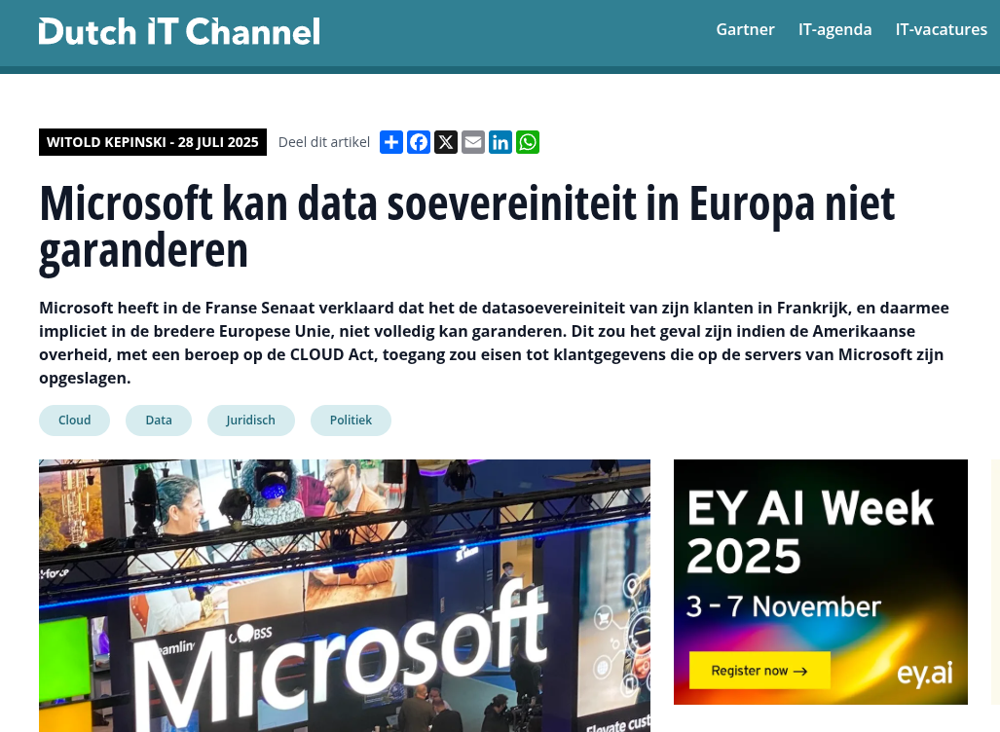 Dutch IT Channel
Gartner IT-agenda IT-vacatures
WITOLD KEPINSKI - 28 JULI 2025 Deel dit artikel
Microsoft kan data soevereiniteit in Europa niet
garanderen
Microsoft heeft in de Franse Senaat verklaard dat het de datasoevereiniteit van zijn klanten in Frankrijk, en daarmee
impliciet in de bredere Europese Unie, niet volledig kan garanderen. Dit zou het geval zijn indien de Amerikaanse
overheid, met een beroep op de CLOUD Act, toegang zou eisen tot klantgegevens die op de servers van Microsoft zijn
opgeslagen.
Cloud Data Juridisch Politiek
Microsoft
EY AI Week
2025
3 – 7 November
Register now →
ey.ai